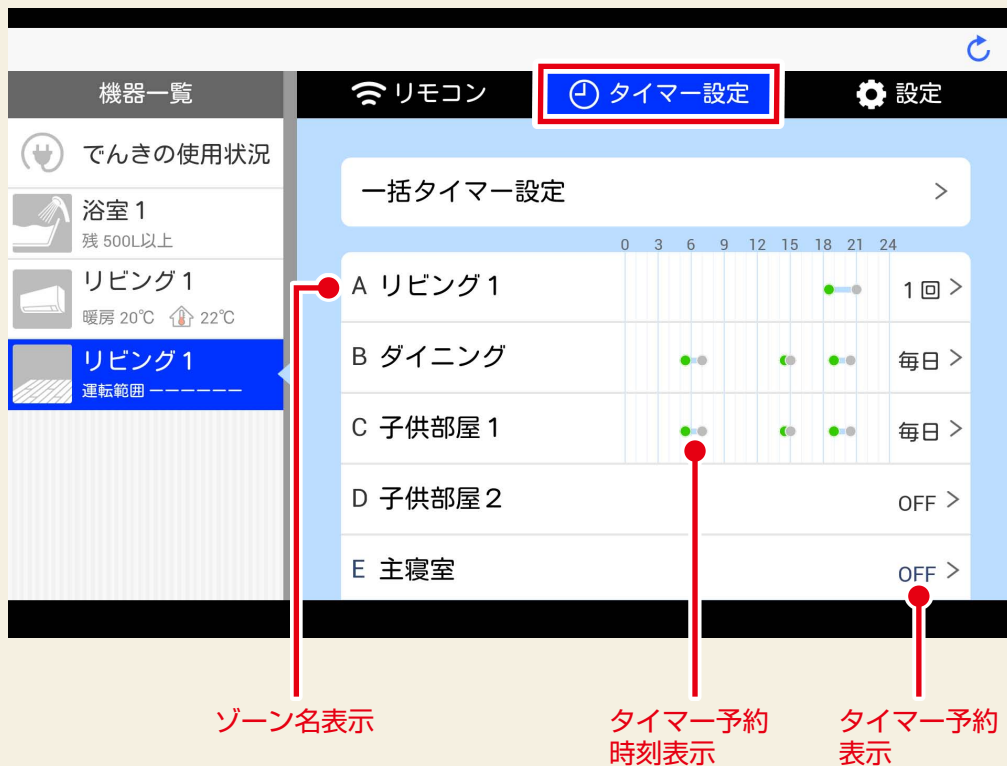 機器一覧
リモコン
タイマー設定
設定
でんきの使用状況
浴室1
残 500L以上
リビング1
暖房 20℃ 22℃
リビング1
運転範囲 ーーーーーー
一括タイマー設定 >
0 3 6 9 12 15 18 21 24
A リビング1 1回 >
B ダイニング 毎日 >
C 子供部屋1 毎日 >
D 子供部屋2 OFF >
E 主寝室 OFF >
ゾーン名表示
タイマー予約
時刻表示
タイマー予約
表示